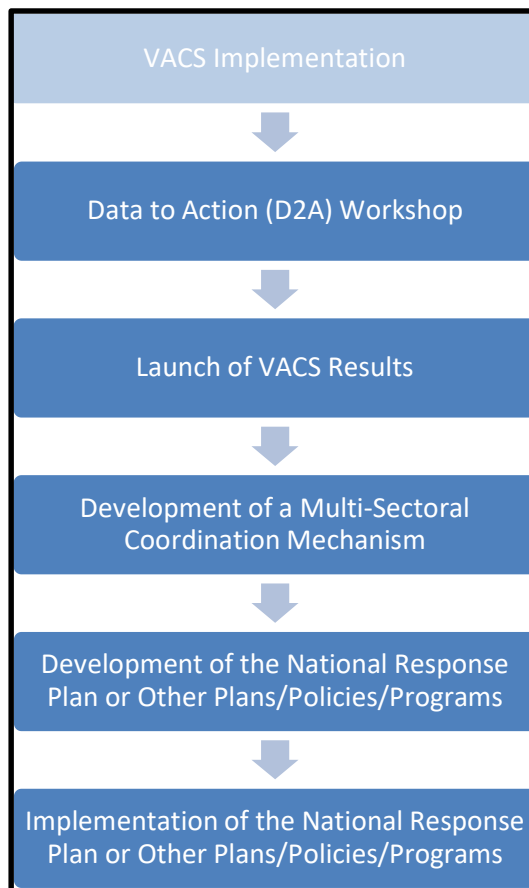 VACS Implementation
Data to Action (D2A) Workshop
Launch of VACS Results
Development of a Multi-Sectoral
Coordination Mechanism
Development of the National Response
Plan or Other Plans/Policies/Programs
Implementation of the National Response
Plan or Other Plans/Policies/Programs